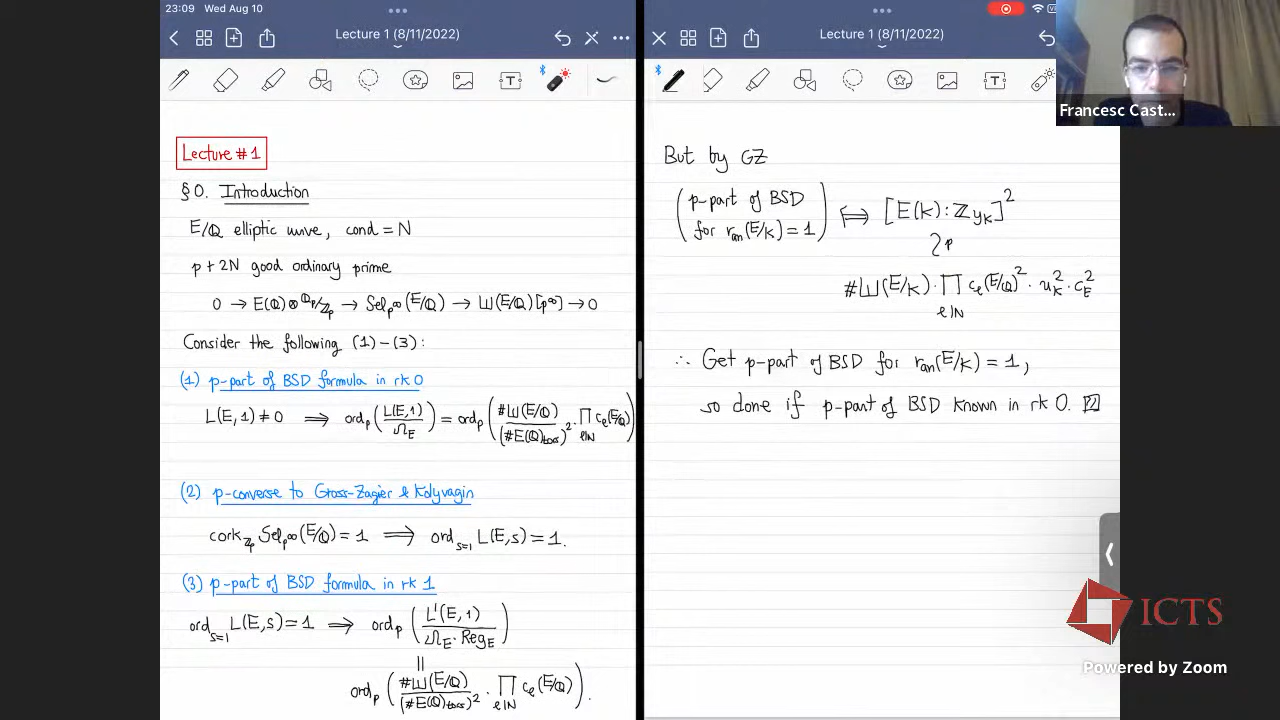 23:09 Wed Aug 10
Lecture 1 (8/11/2022)
Lecture #1
§0. Introduction
E/ℚ elliptic curve, cond = N
p ∤ 2N good ordinary prime
0 → E(ℚ)⊗ℚp/ℤp → Selp∞(E/ℚ) → Ш(E/ℚ)[p∞] → 0
Consider the following (1)-(3):
(1) p-part of BSD formula in rk 0
L(E,1) ≠ 0 ⟹ ordp(L(E,1)/ΩE) = ordp(#Ш(E/ℚ)/(#E(ℚ)tors)² · ∏ℓ|N cℓ(E/ℚ))
(2) p-converse to Gross-Zagier & Kolyvagin
corkℤp Selp∞(E/ℚ) = 1 ⟹ ords=1 L(E,s) = 1.
(3) p-part of BSD formula in rk 1
ords=1 L(E,s) = 1 ⟹ ordp(L'(E,1)/ΩE·RegE)
||
ordp(#Ш(E/ℚ)/(#E(ℚ)tors)² · ∏ℓ|N cℓ(E/ℚ)).
Lecture 1 (8/11/2022)
But by GZ
(p-part of BSD for ran(E/K) = 1) ⟺ [E(K):ℤyK]²
~p
#Ш(E/K)·∏ℓ|N cℓ(E/ℚ)²·uK²·cE²
∴ Get p-part of BSD for ran(E/K) = 1,
so done if p-part of BSD known in rk 0.
Francesc Cast...
ICTS
Powered by Zoom